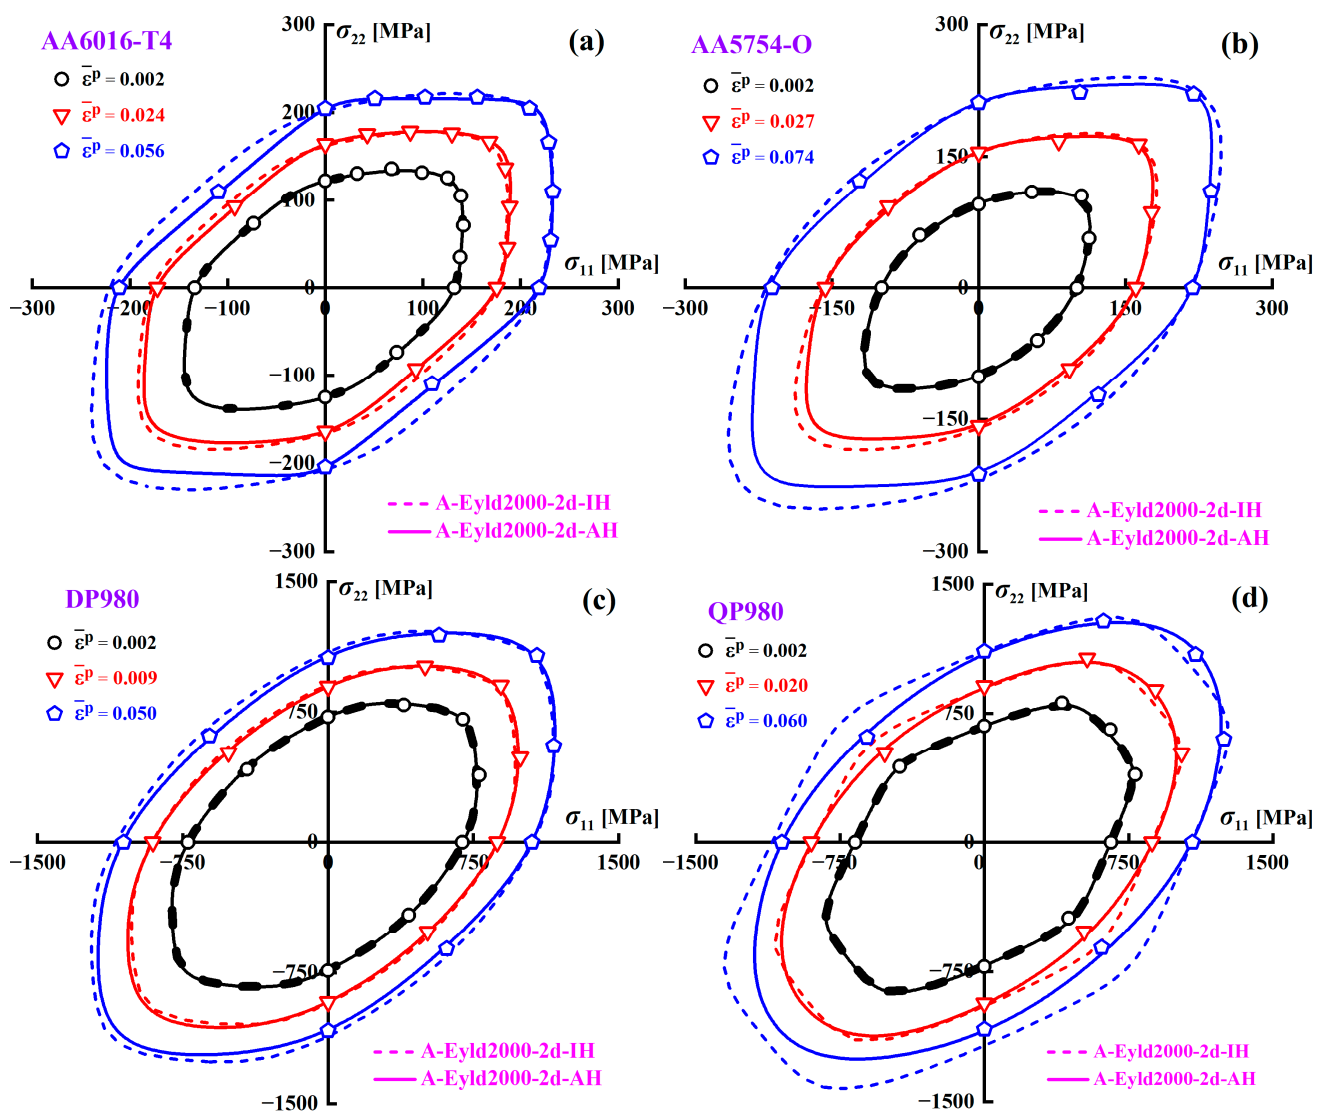 300
σ22 [MPa]
(a)
AA6016-T4
ε̅p = 0.002
ε̅p = 0.024
ε̅p = 0.056
200
100
σ11 [MPa]
0
−300
−200
−100
0
100
200
300
−100
−200
A-Eyld2000-2d-IH
A-Eyld2000-2d-AH
−300
300
σ22 [MPa]
(b)
AA5754-O
ε̅p = 0.002
ε̅p = 0.027
ε̅p = 0.074
150
σ11 [MPa]
0
−300
−150
0
150
300
−150
A-Eyld2000-2d-IH
A-Eyld2000-2d-AH
−300
1500
σ22 [MPa]
(c)
DP980
ε̅p = 0.002
ε̅p = 0.009
ε̅p = 0.050
750
σ11 [MPa]
0
−1500
−750
0
750
1500
−750
A-Eyld2000-2d-IH
A-Eyld2000-2d-AH
−1500
1500
σ22 [MPa]
(d)
QP980
ε̅p = 0.002
ε̅p = 0.020
ε̅p = 0.060
750
σ11 [MPa]
0
−1500
−750
0
750
1500
−750
A-Eyld2000-2d-IH
A-Eyld2000-2d-AH
−1500